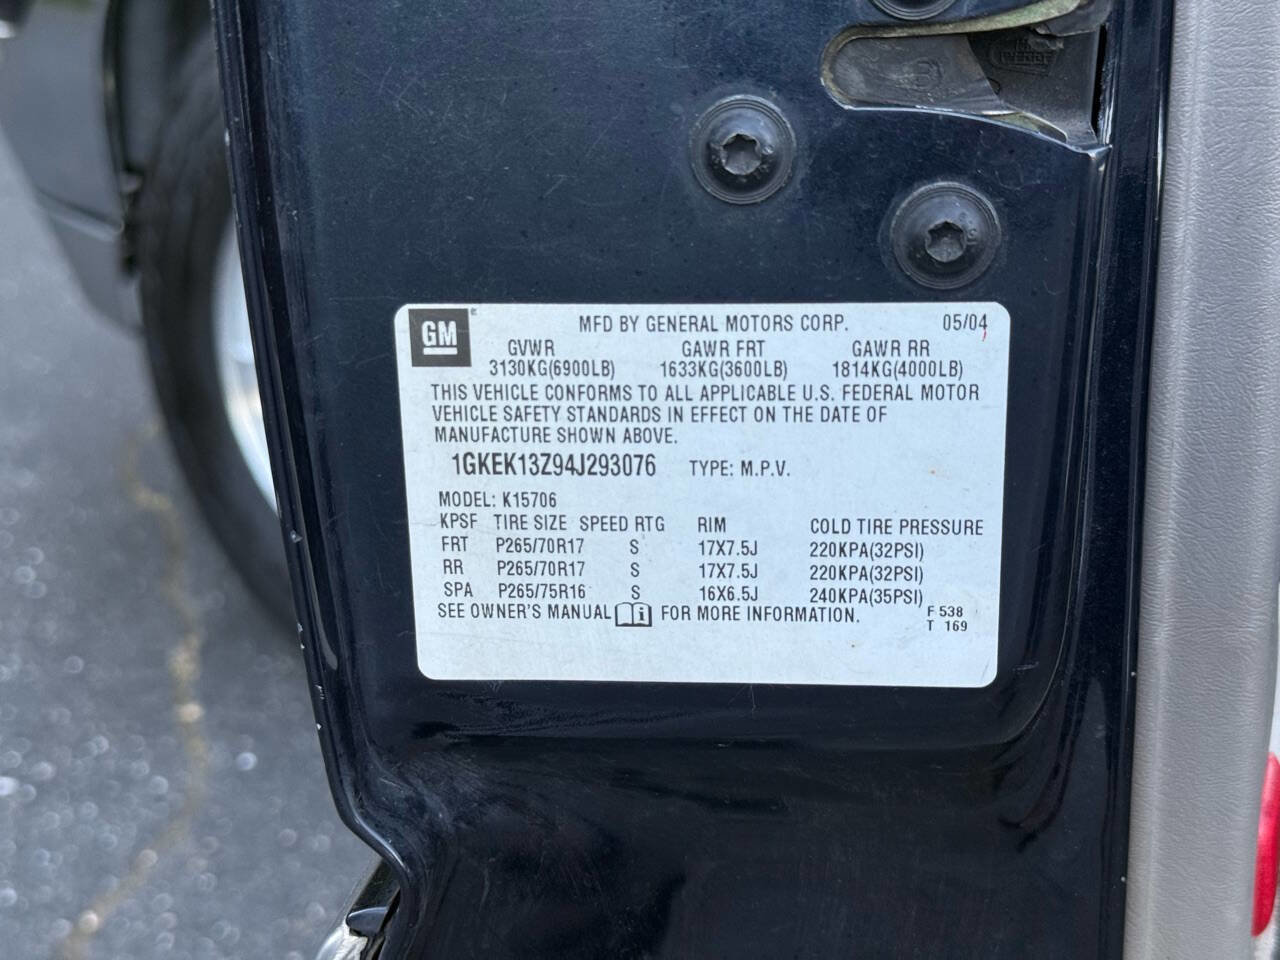 GM
MFD BY GENERAL MOTORS CORP. 05/04
GVWR GAWR FRT GAWR RR
3130KG(6900LB) 1633KG(3600LB) 1814KG(4000LB)
THIS VEHICLE CONFORMS TO ALL APPLICABLE U.S. FEDERAL MOTOR
VEHICLE SAFETY STANDARDS IN EFFECT ON THE DATE OF
MANUFACTURE SHOWN ABOVE.
1GKEK13Z94J293076 TYPE: M.P.V.
MODEL: K15706
KPSF TIRE SIZE SPEED RTG RIM COLD TIRE PRESSURE
FRT P265/70R17 S 17X7.5J 220KPA(32PSI)
RR P265/70R17 S 17X7.5J 220KPA(32PSI)
SPA P265/75R16 S 16X6.5J 240KPA(35PSI)
SEE OWNER'S MANUAL i FOR MORE INFORMATION.
F 538
T 169